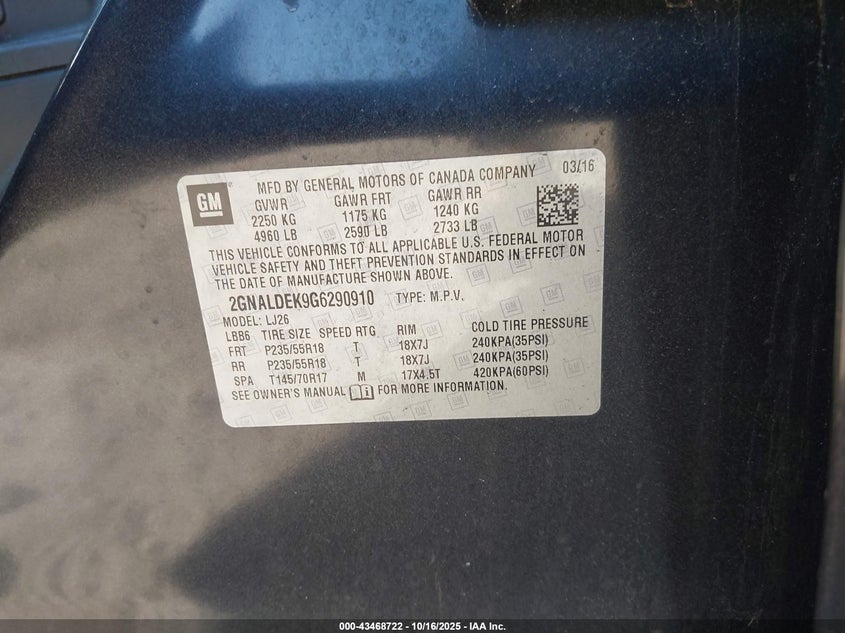 GM
MFD BY GENERAL MOTORS OF CANADA COMPANY 03/16
GVWR GAWR FRT GAWR RR
2250 KG 1175 KG 1240 KG
4960 LB 2590 LB 2733 LB
THIS VEHICLE CONFORMS TO ALL APPLICABLE U.S. FEDERAL MOTOR
VEHICLE SAFETY AND THEFT PREVENTION STANDARDS IN EFFECT ON
THE DATE OF MANUFACTURE SHOWN ABOVE.
2GNALDEK9G6290910 TYPE: M.P.V.
MODEL: LJ26
LBB6 TIRE SIZE SPEED RTG RIM COLD TIRE PRESSURE
FRT P235/55R18 T 18X7J 240KPA(35PSI)
RR P235/55R18 T 18X7J 240KPA(35PSI)
SPA T145/70R17 M 17X4.5T 420KPA(60PSI)
SEE OWNER'S MANUAL FOR MORE INFORMATION.
000-43468722 - 10/16/2025 - IAA Inc.